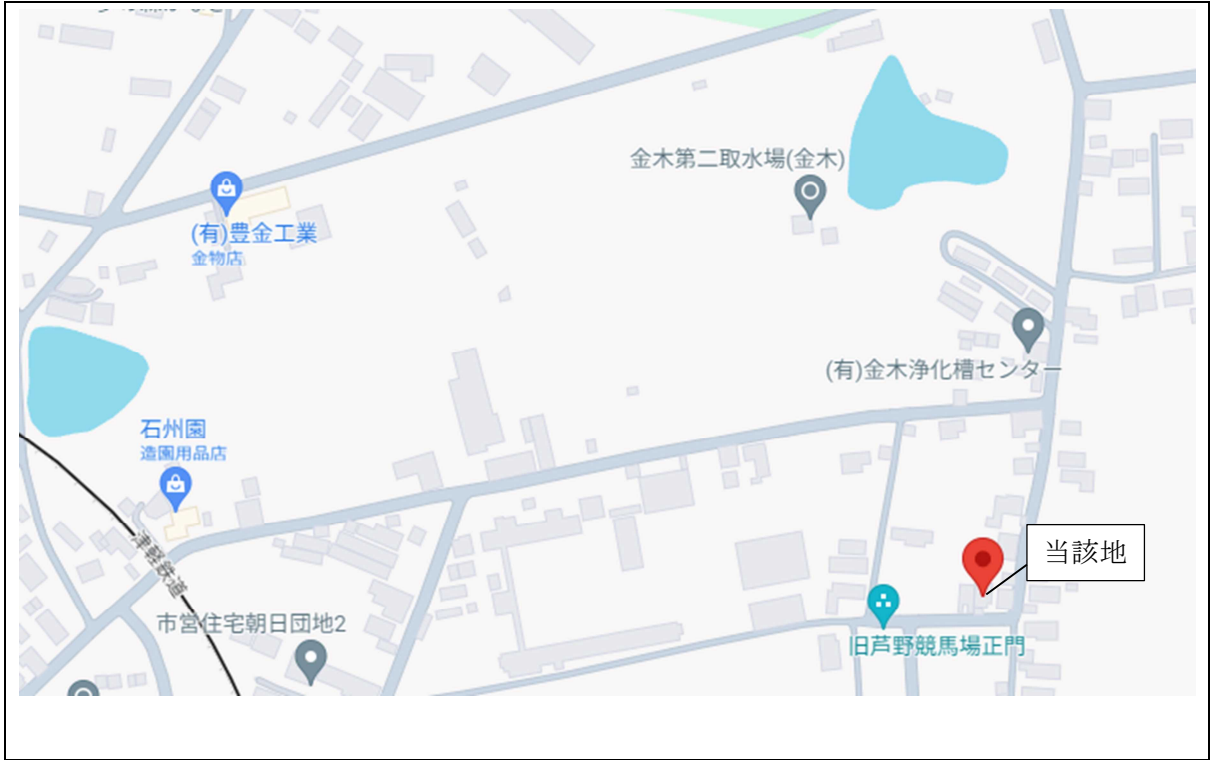 金木第二取水場(金木)
(有)豊金工業
金物店
(有)金木浄化槽センター
石州園
造園用品店
津軽鉄道
当該地
市営住宅朝日団地2
旧芦野競馬場正門